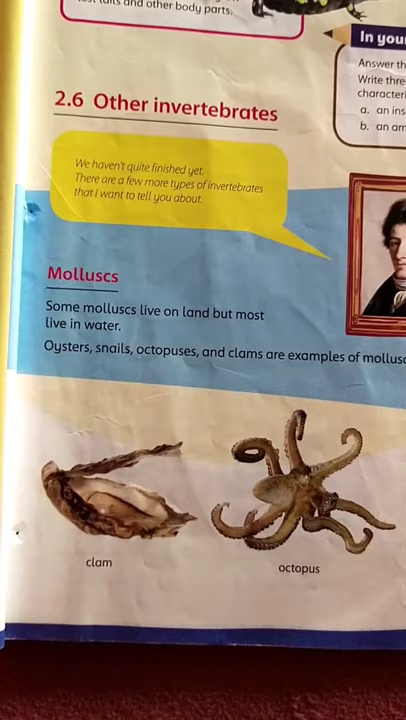 and other body parts.
In your
Answer th
Write thre
character
a. an ins
b. an am
2.6 Other invertebrates
We haven't quite finished yet.
There are a few more types of invertebrates
that I want to tell you about.
Molluscs
Some molluscs live on land but most
live in water.
Oysters, snails, octopuses, and clams are examples of mollusc
clam
octopus